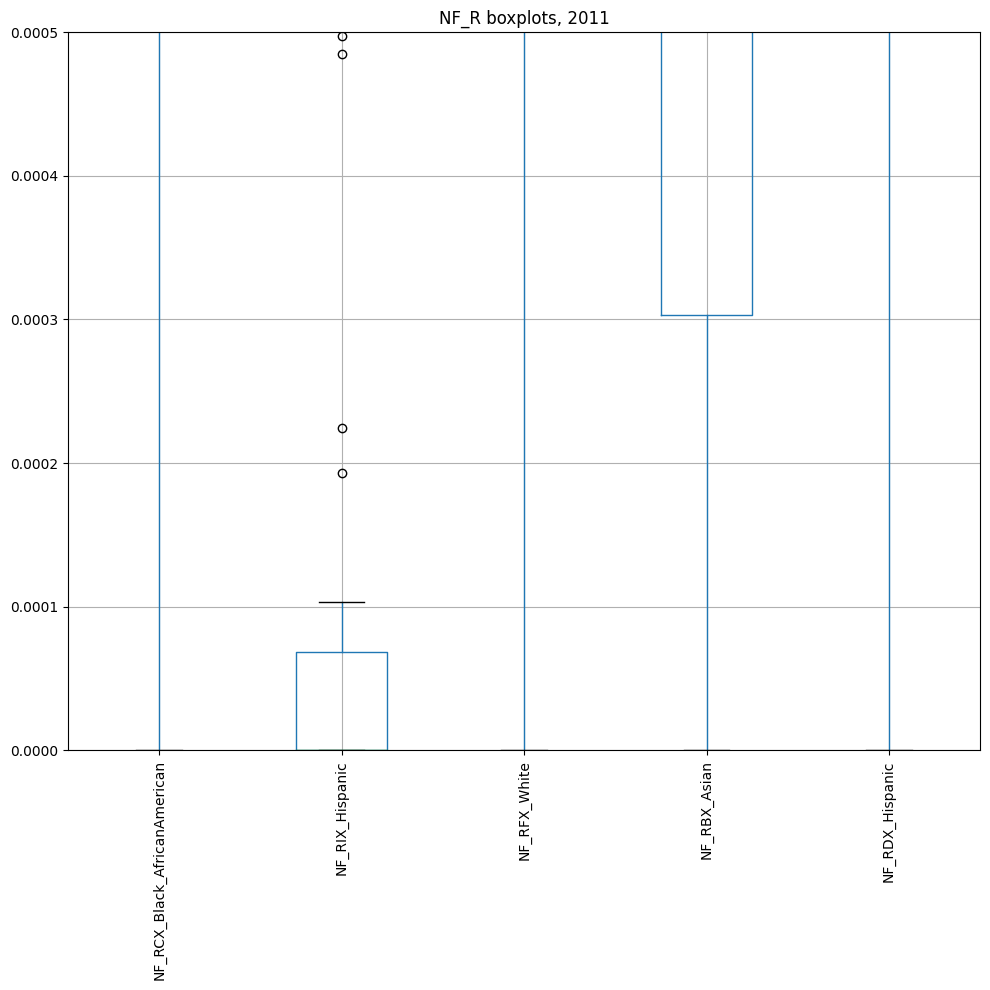 NF_R boxplots, 2011
0.0005
0.0004
0.0003
0.0002
0.0001
0.0000
NF_RCX_Black_AfricanAmerican
NF_RIX_Hispanic
NF_RFX_White
NF_RBX_Asian
NF_RDX_Hispanic